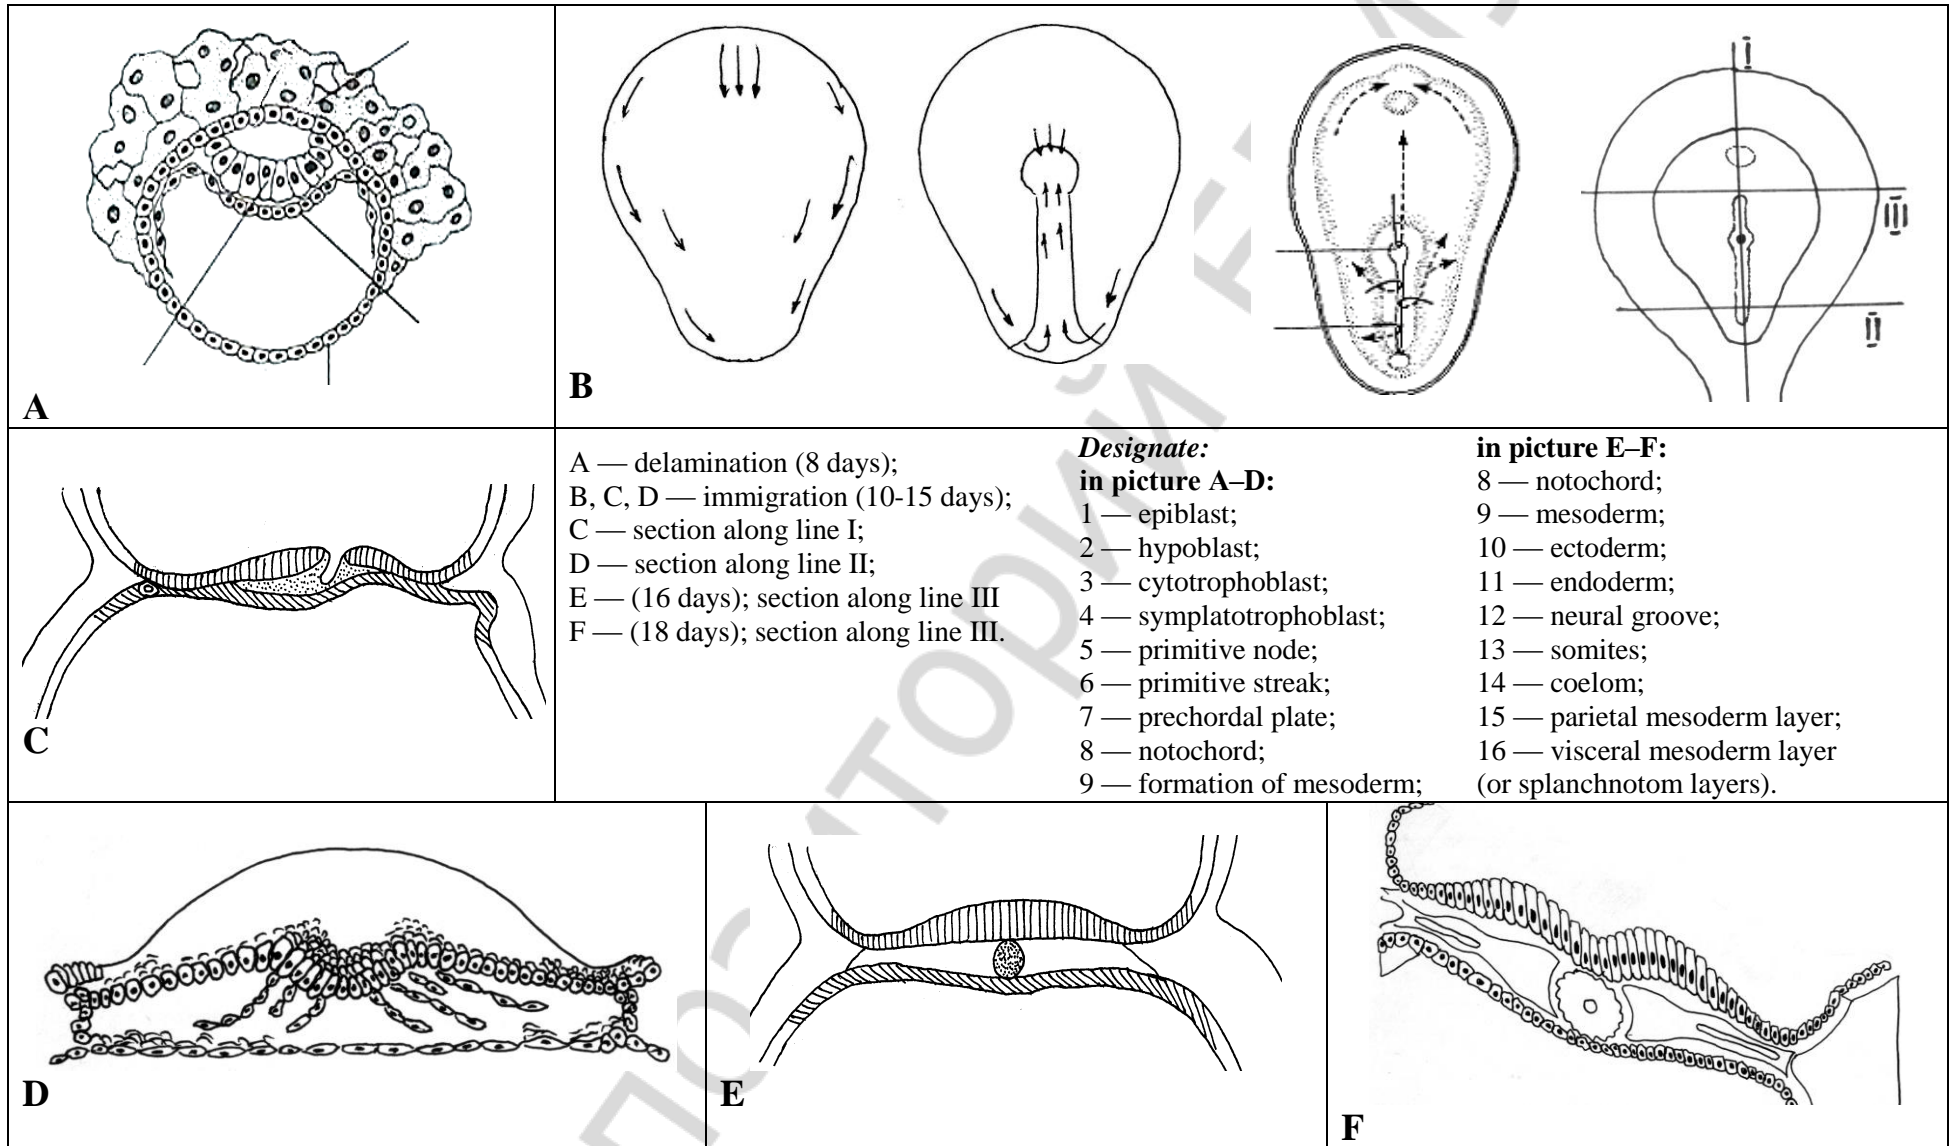 A
B
I
III
II
C
A — delamination (8 days);
B, C, D — immigration (10-15 days);
C — section along line I;
D — section along line II;
E — (16 days); section along line III
F — (18 days); section along line III.
Designate:
in picture A–D:
1 — epiblast;
2 — hypoblast;
3 — cytotrophoblast;
4 — symplatotrophoblast;
5 — primitive node;
6 — primitive streak;
7 — prechordal plate;
8 — notochord;
9 — formation of mesoderm;
in picture E–F:
8 — notochord;
9 — mesoderm;
10 — ectoderm;
11 — endoderm;
12 — neural groove;
13 — somites;
14 — coelom;
15 — parietal mesoderm layer;
16 — visceral mesoderm layer
(or splanchnotom layers).
D
E
F